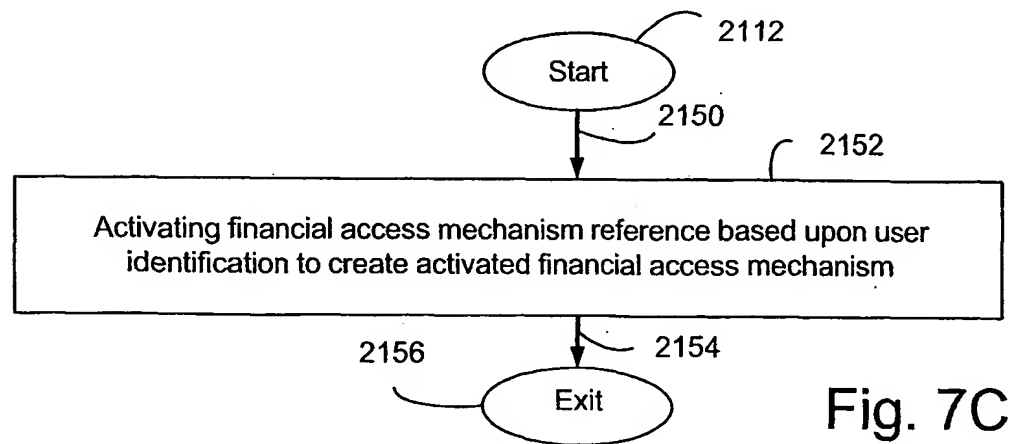 2112
Start
2150
2152
Activating financial access mechanism reference based upon user
identification to create activated financial access mechanism
2154
2156
Exit
Fig. 7C